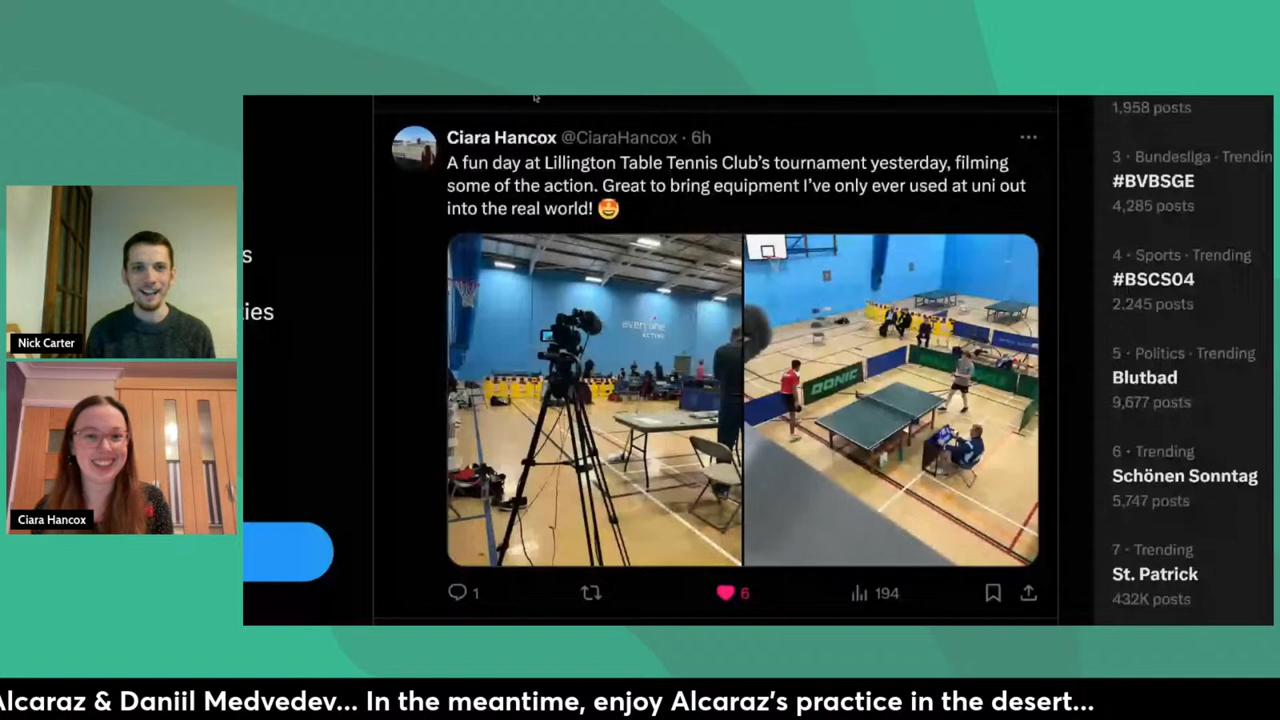 Nick Carter
Ciara Hancox
s
ies
Ciara Hancox @CiaraHancox · 6h
A fun day at Lillington Table Tennis Club's tournament yesterday, filming
some of the action. Great to bring equipment I've only ever used at uni out
into the real world! 🤩
everyone
ACTIVE
DONIC
1
6
194
1,958 posts
3 · Bundesliga · Trendin
#BVBSGE
4,285 posts
4 · Sports · Trending
#BSCS04
2.245 posts
5 · Politics · Trending
Blutbad
9,677 posts
6 · Trending
Schönen Sonntag
5,747 posts
7 · Trending
St. Patrick
432K posts
Alcaraz & Daniil Medvedev... In the meantime, enjoy Alcaraz's practice in the desert...